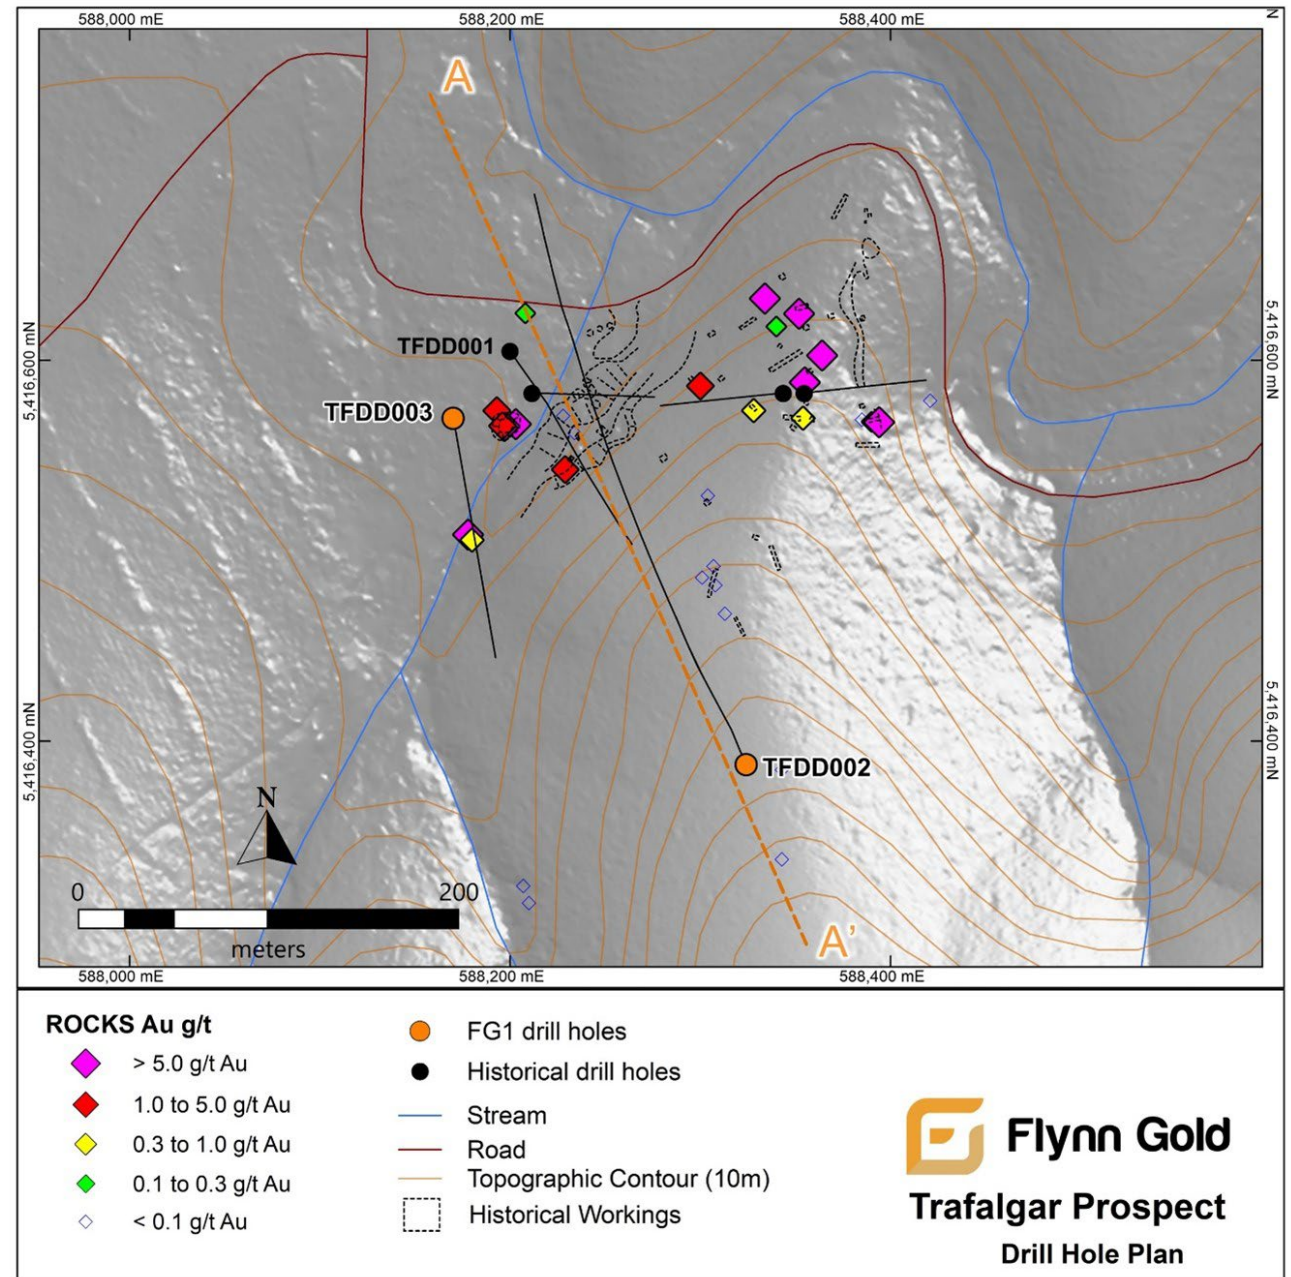 588,000 mE
588,200 mE
588,400 mE
N
A
5,416,600 mN
5,416,600 mN
TFDD001
TFDD003
5,416,400 mN
5,416,400 mN
TFDD002
N
0
200
meters
A’
588,000 mE
588,200 mE
588,400 mE
ROCKS Au g/t
> 5.0 g/t Au
1.0 to 5.0 g/t Au
0.3 to 1.0 g/t Au
0.1 to 0.3 g/t Au
< 0.1 g/t Au
FG1 drill holes
Historical drill holes
Stream
Road
Topographic Contour (10m)
Historical Workings
Flynn Gold
Trafalgar Prospect
Drill Hole Plan